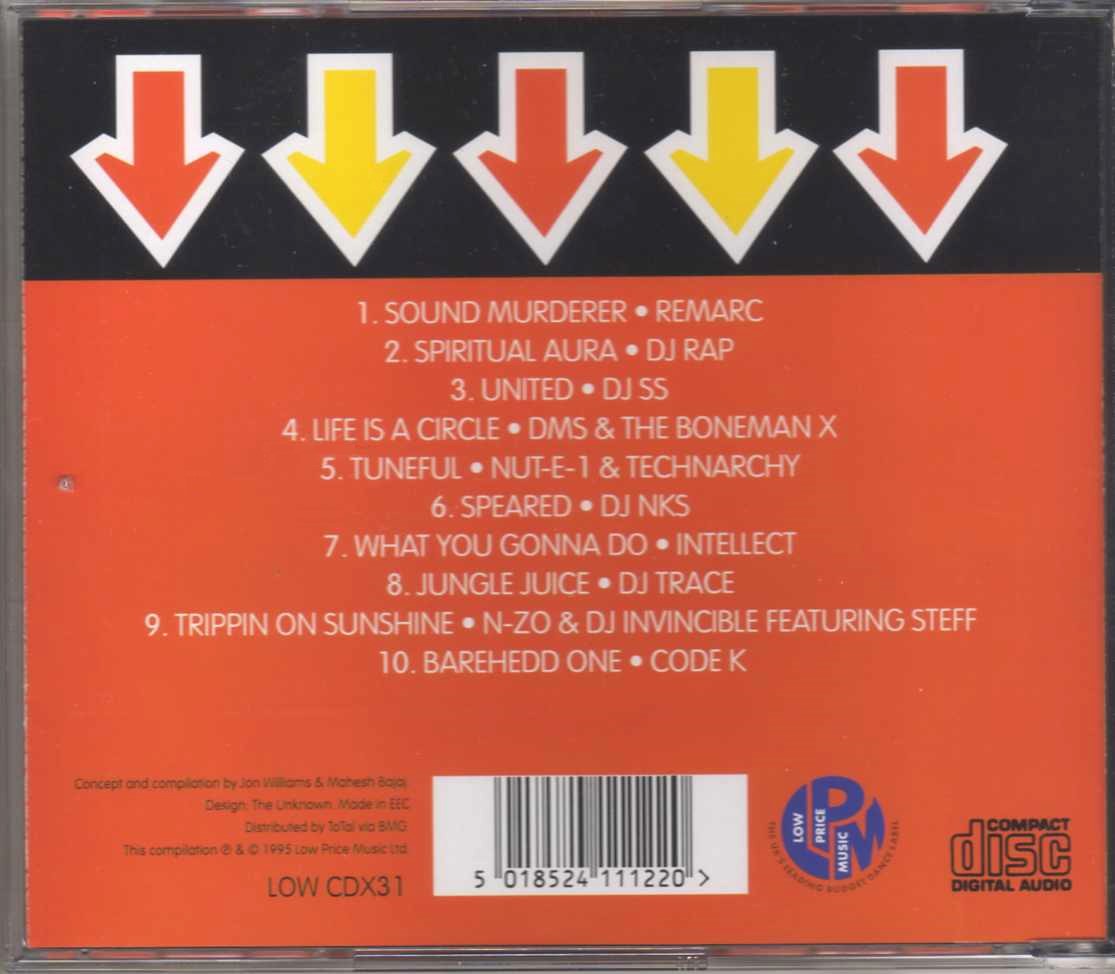 1. SOUND MURDERER • REMARC
2. SPIRITUAL AURA • DJ RAP
3. UNITED • DJ SS
4. LIFE IS A CIRCLE • DMS & THE BONEMAN X
5. TUNEFUL • NUT-E-1 & TECHNARCHY
6. SPEARED • DJ NKS
7. WHAT YOU GONNA DO • INTELLECT
8. JUNGLE JUICE • DJ TRACE
9. TRIPPIN ON SUNSHINE • N-ZO & DJ INVINCIBLE FEATURING STEFF
10. BAREHEDD ONE • CODE K
Concept and compilation by Jon Williams & Mahesh Bajaj.
Design: The Unknown. Made in EEC
Distributed by ToTal via BMG
This compilation ℗ & © 1995 Low Price Music Ltd.
LOW CDX31
5 018524 111220 >
LPM
LOW
PRICE
MUSIC
THE UK'S LEADING BUDGET DANCE LABEL
COMPACT
disc
DIGITAL AUDIO